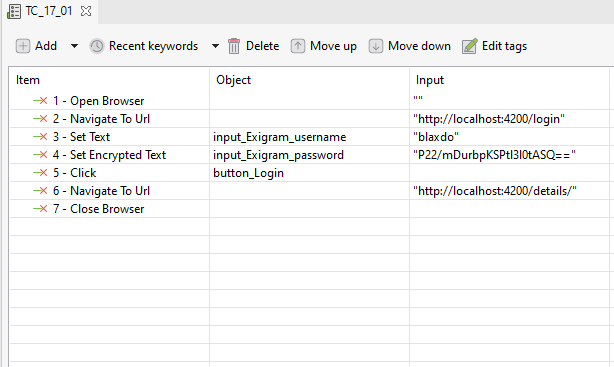 TC_17_01
Add Recent keywords Delete Move up Move down Edit tags
Item Object Input
1 - Open Browser ""
2 - Navigate To Url "http://localhost:4200/login"
3 - Set Text input_Exigram_username "blaxdo"
4 - Set Encrypted Text input_Exigram_password "P22/mDurbpKSPtI3I0tASQ=="
5 - Click button_Login
6 - Navigate To Url "http://localhost:4200/details/"
7 - Close Browser